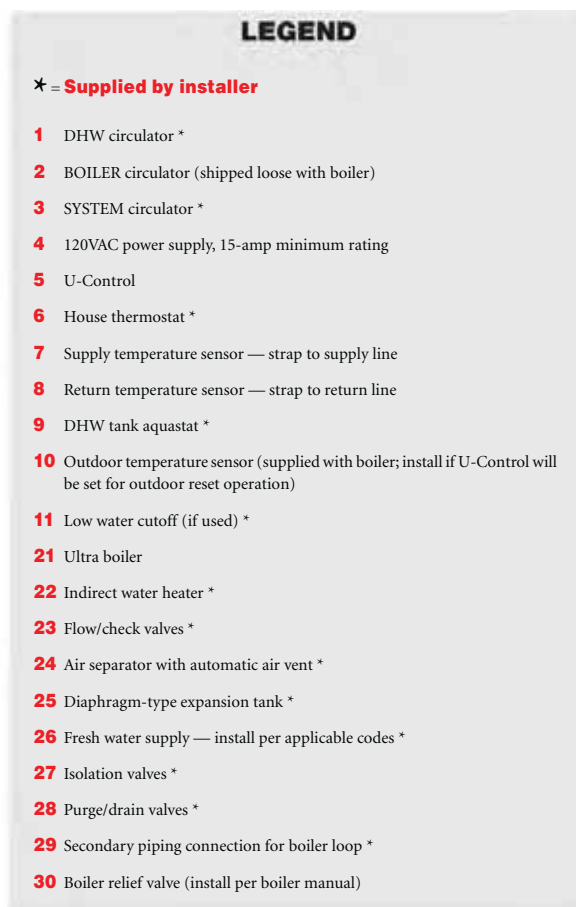 LEGEND
* = Supplied by installer
1 DHW circulator *
2 BOILER circulator (shipped loose with boiler)
3 SYSTEM circulator *
4 120VAC power supply, 15-amp minimum rating
5 U-Control
6 House thermostat *
7 Supply temperature sensor — strap to supply line
8 Return temperature sensor — strap to return line
9 DHW tank aquastat *
10 Outdoor temperature sensor (supplied with boiler; install if U-Control will
be set for outdoor reset operation)
11 Low water cutoff (if used) *
21 Ultra boiler
22 Indirect water heater *
23 Flow/check valves *
24 Air separator with automatic air vent *
25 Diaphragm-type expansion tank *
26 Fresh water supply — install per applicable codes *
27 Isolation valves *
28 Purge/drain valves *
29 Secondary piping connection for boiler loop *
30 Boiler relief valve (install per boiler manual)